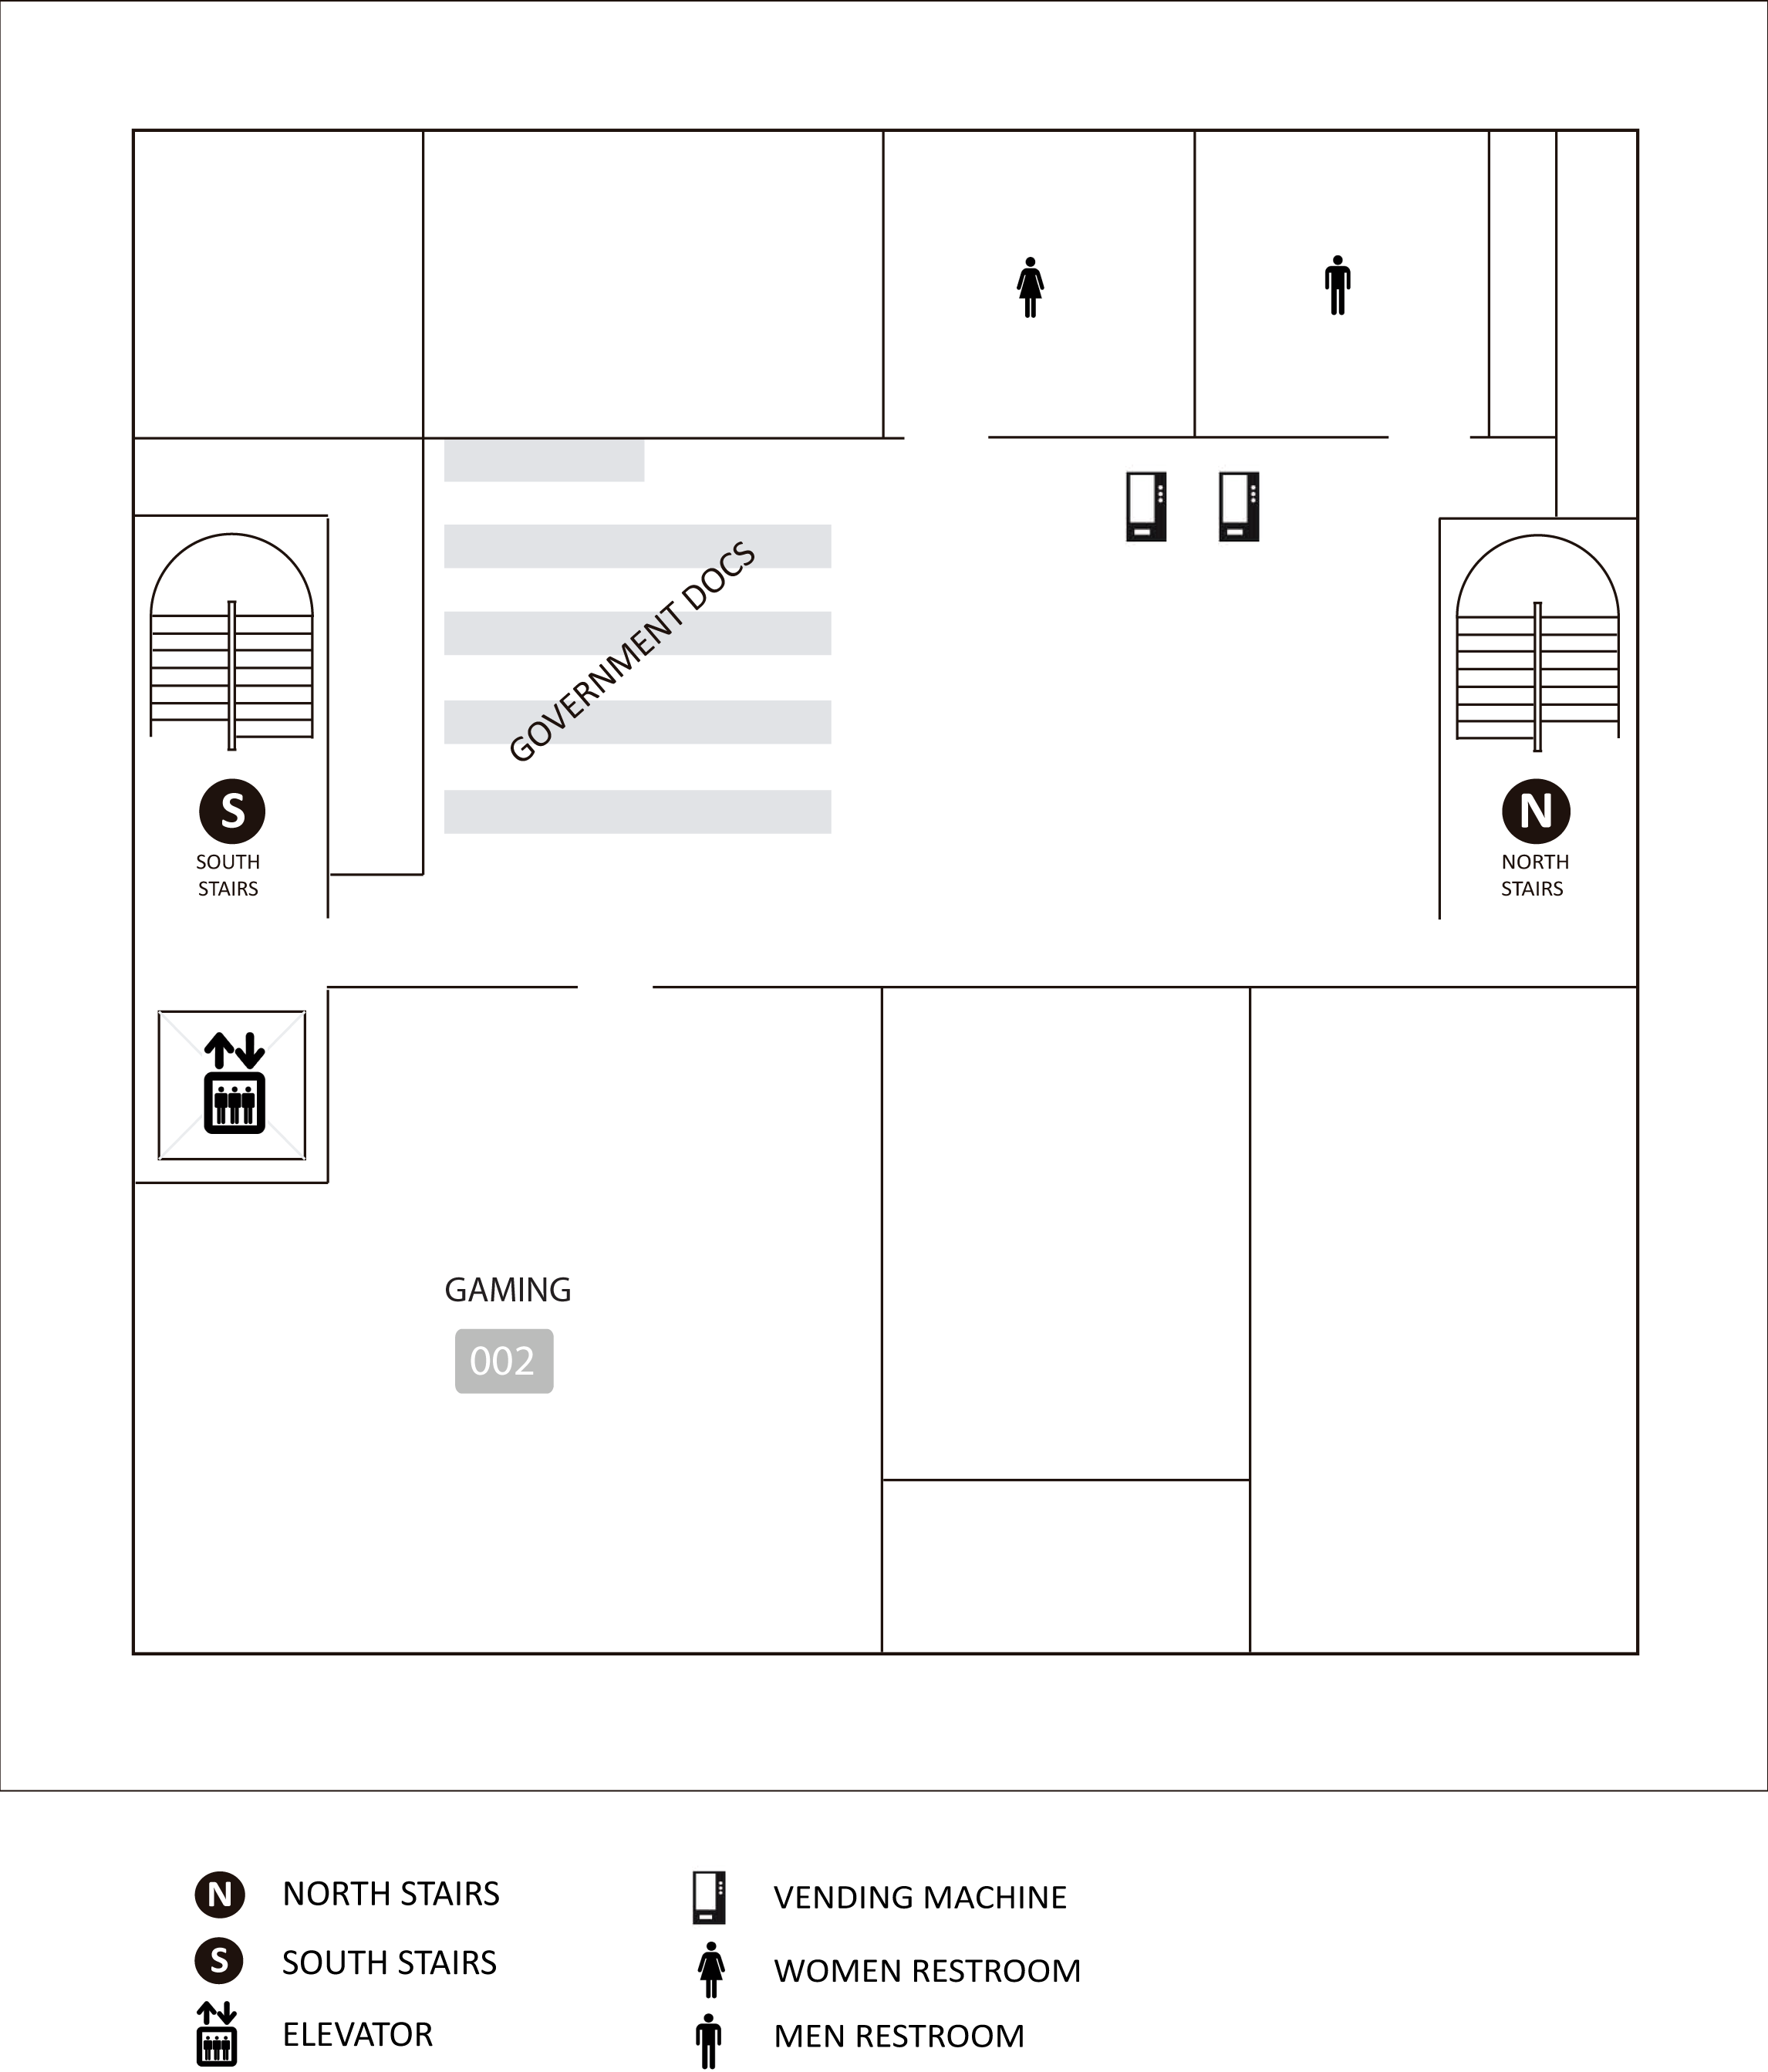 GOVERNMENT DOCS
S
SOUTH
STAIRS
N
NORTH
STAIRS
GAMING
002
N NORTH STAIRS
S SOUTH STAIRS
ELEVATOR
VENDING MACHINE
WOMEN RESTROOM
MEN RESTROOM